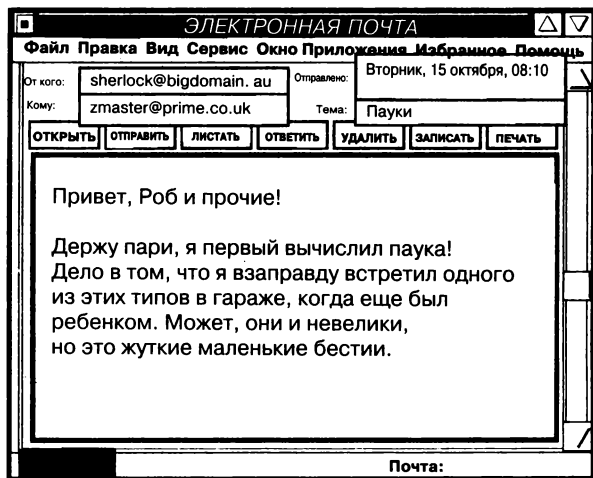 ЭЛЕКТРОННАЯ ПОЧТА
Файл Правка Вид Сервис Окно Приложения Избранное Помощь
От кого: sherlock@bigdomain. au Отправлено: Вторник, 15 октября, 08:10
Кому: zmaster@prime.co.uk Тема: Пауки
ОТКРЫТЬ ОТПРАВИТЬ ЛИСТАТЬ ОТВЕТИТЬ УДАЛИТЬ ЗАПИСАТЬ ПЕЧАТЬ
Привет, Роб и прочие!
Держу пари, я первый вычислил паука!
Дело в том, что я взаправду встретил одного
из этих типов в гараже, когда еще был
ребенком. Может, они и невелики,
но это жуткие маленькие бестии.
Почта: